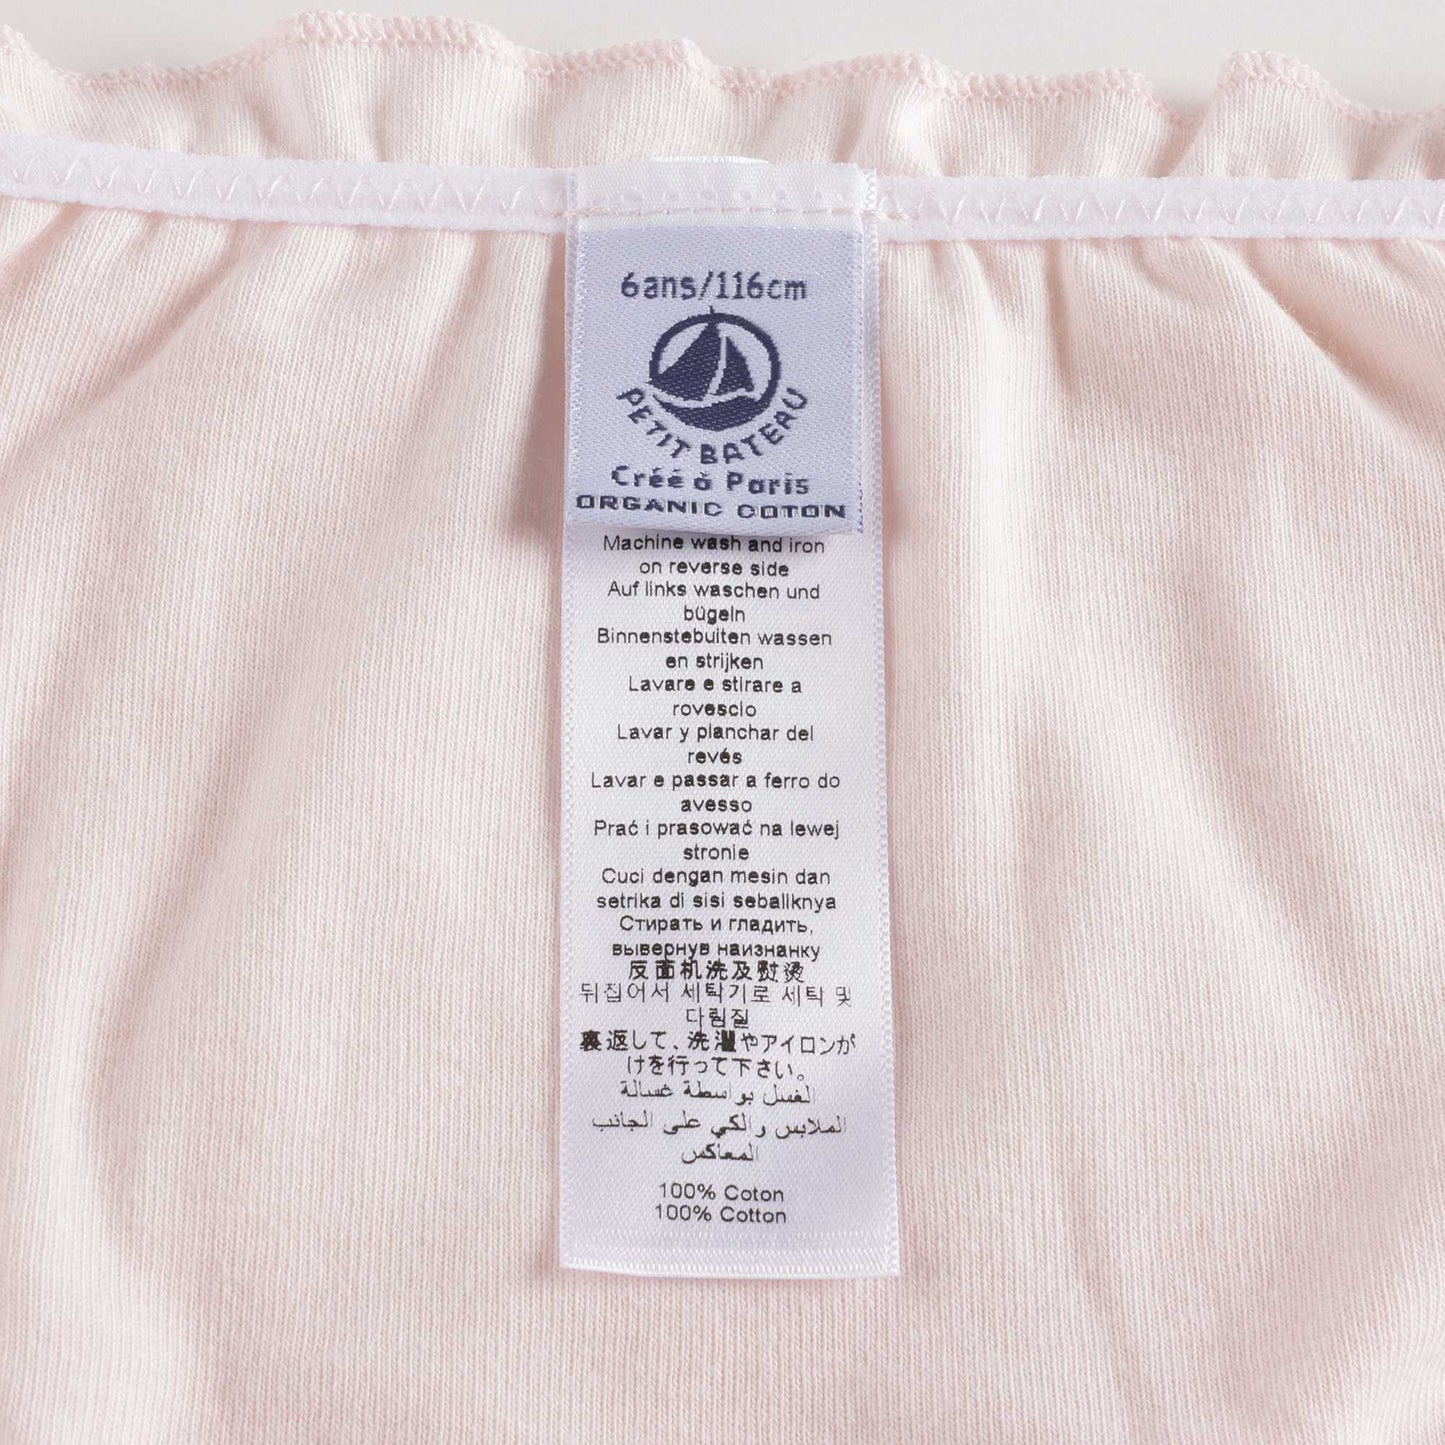 6ans/116cm
PETIT BATEAU
Créé à Paris
ORGANIC COTON
Machine wash and iron
on reverse side
Auf links waschen und
bügeln
Binnenstebuiten wassen
en strijken
Lavare e stirare a
rovescio
Lavar y planchar del
revés
Lavar e passar a ferro do
avesso
Prać i prasować na lewej
stronie
Cuci dengan mesin dan
setrika di sisi sebaliknya
Стирать и гладить,
вывернув наизнанку
反面机洗及熨烫
뒤집어서 세탁기로 세탁 및
다림질
裏返して、洗濯やアイロンが
けを行って下さい。
الغسل بواسطة غسالة
الملابس والكي على الجانب
المعاكس
100% Coton
100% Cotton